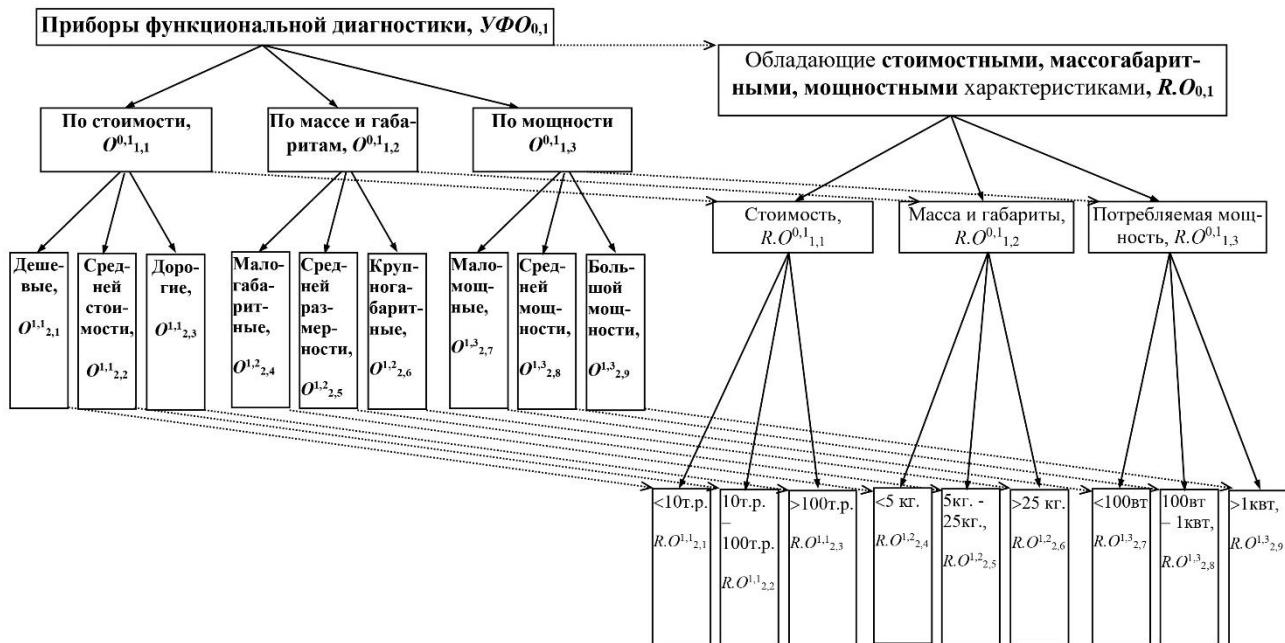 Приборы функциональной диагностики, УФО0,1
Обладающие стоимостными, массогабарит-
ными, мощностными характеристиками, R.O0,1
По стоимости,
O0,11,1
По массе и габа-
ритам, O0,11,2
По мощности
O0,11,3
Стоимость,
R.O0,11,1
Масса и габариты,
R.O0,11,2
Потребляемая мощ-
ность, R.O0,11,3
Деше-
вые,
O1,12,1
Сред-
ней
стои-
мости,
O1,12,2
Доро-
гие,
O1,12,3
Мало-
габа-
рит-
ные,
O1,22,4
Сред-
ней
раз-
мер-
ности,
O1,22,5
Круп-
ногаба-
ритные,
O1,22,6
Мало-
мощ-
ные,
O1,32,7
Сред-
ней
мощ-
ности,
O1,32,8
Боль-
шой
мощ-
ности,
O1,32,9
<10т.р.
R.O1,12,1
10т.р.
–
100т.р.
R.O1,12,2
>100т.р.
R.O1,12,3
<5 кг.
R.O1,22,4
5кг. -
25кг.,
R.O1,22,5
>25 кг.
R.O1,22,6
<100вт
R.O1,32,7
100вт
– 1квт,
R.O1,32,8
>1квт,
R.O1,32,9